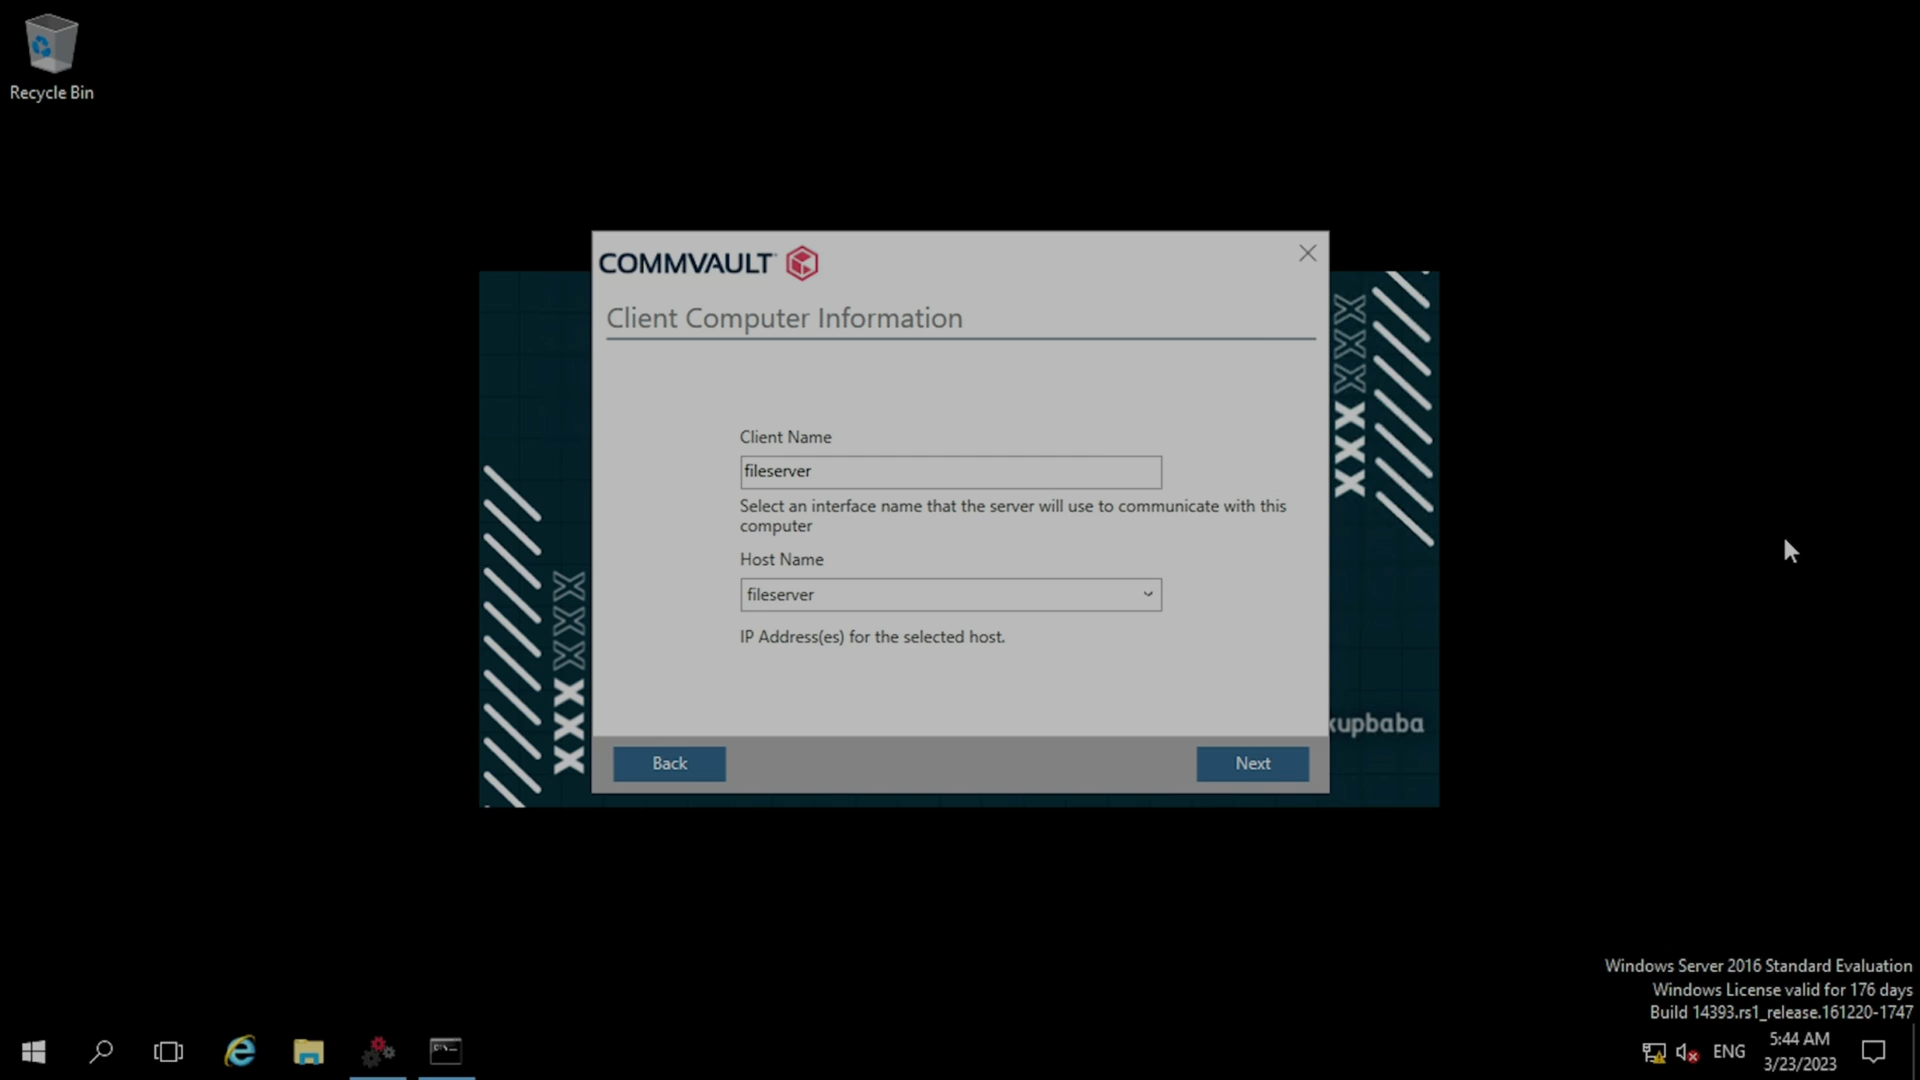 Recycle Bin
COMMVAULT
Client Computer Information
Client Name
fileserver
Select an interface name that the server will use to communicate with this
computer
Host Name
fileserver
IP Address(es) for the selected host.
kupbaba
Back
Next
Windows Server 2016 Standard Evaluation
Windows License valid for 176 days
Build 14393.rs1_release.161220-1747
ENG
5:44 AM
3/23/2023